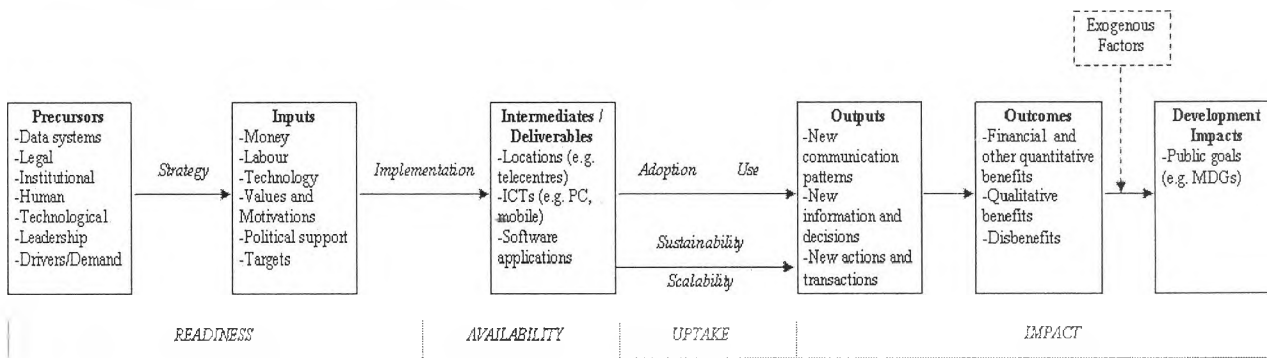 Exogenous
Factors
Precursors
-Data systems
-Legal
-Institutional
-Human
-Technological
-Leadership
-Drivers/Demand
Strategy
Inputs
-Money
-Labour
-Technology
-Values and
Motivations
-Political support
-Targets
Implementation
Intermediates /
Deliverables
-Locations (e.g.
telecentres)
-ICTs (e.g. PC,
mobile)
-Software
applications
Adoption Use
Sustainability
Scalability
Outputs
-New
communication
patterns
-New
information and
decisions
-New actions and
transactions
Outcomes
-Financial and
other quantitative
benefits
-Qualitative
benefits
-Disbenefits
Development
Impacts
-Public goals
(e.g. MDGs)
READINESS
AVAILABILITY
UPTAKE
IMPACT